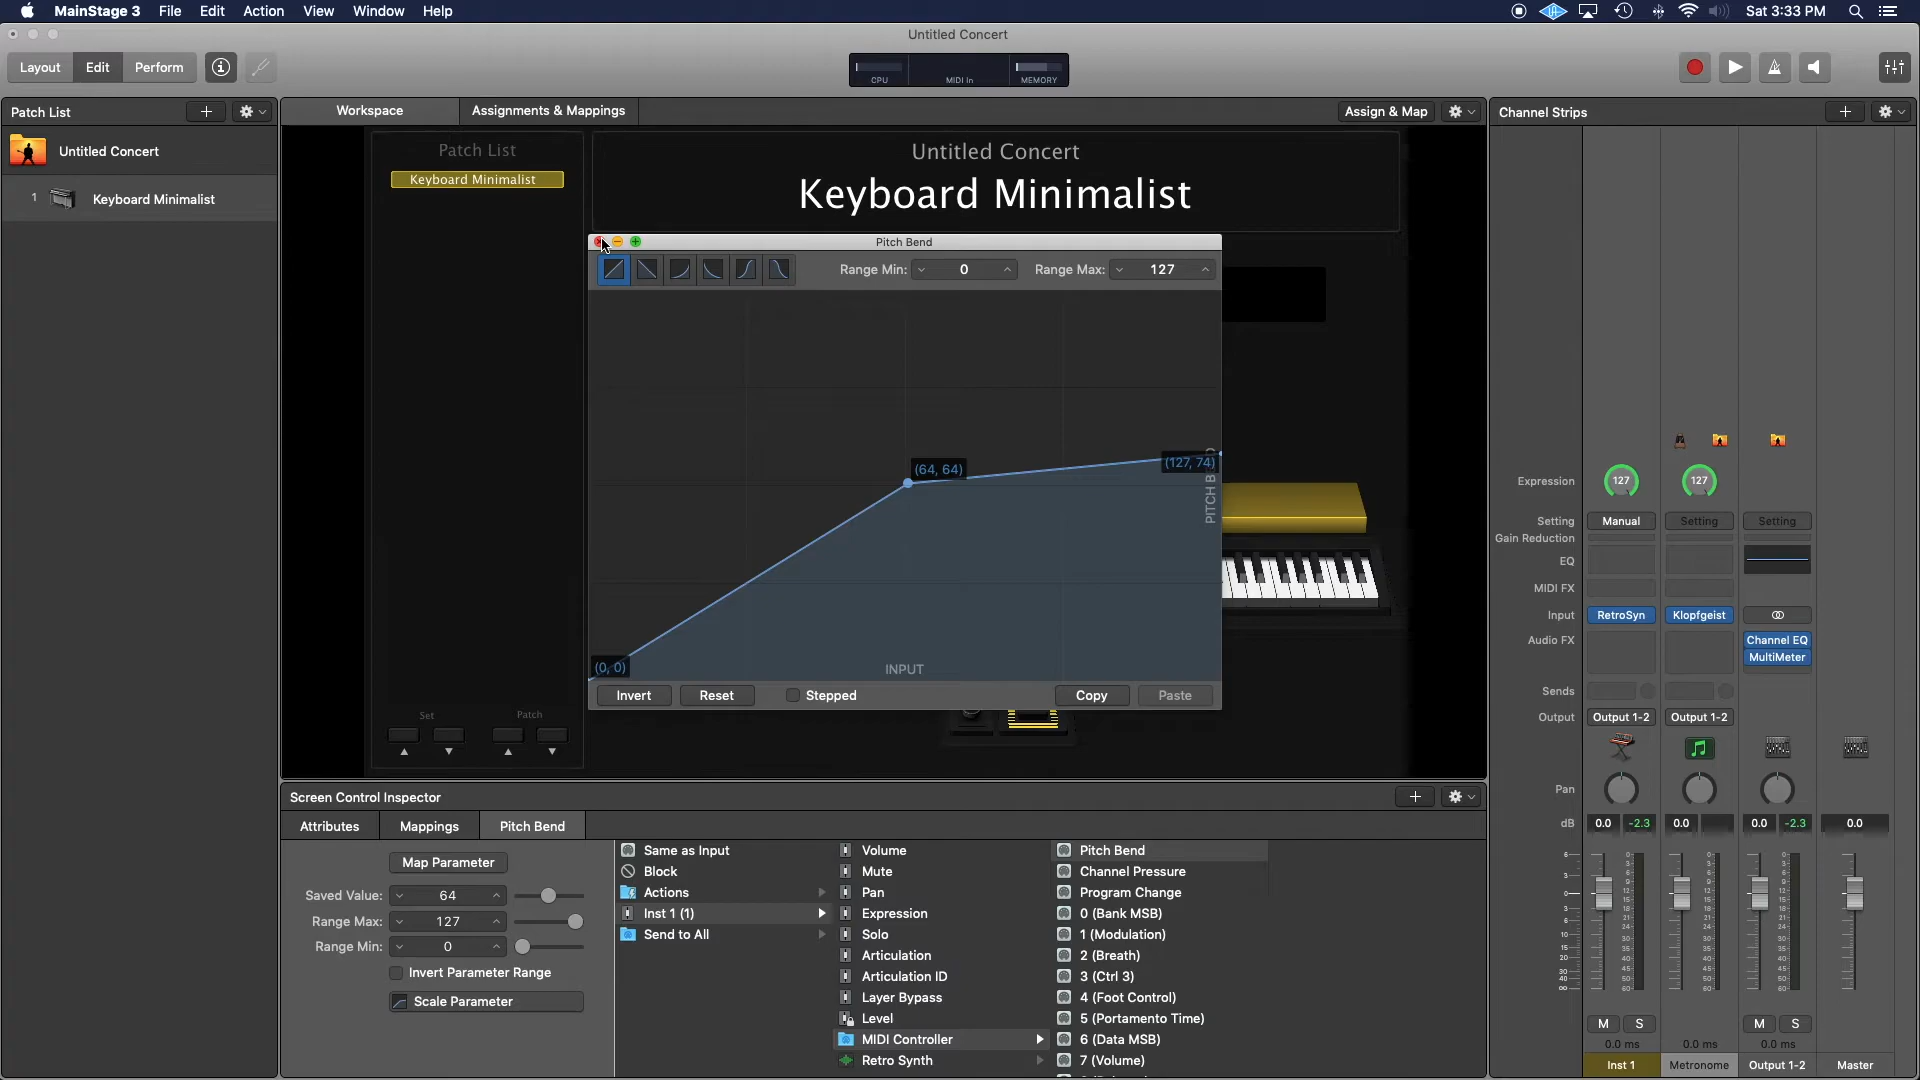 MainStage 3 File Edit Action View Window Help Sat 3:33 PM
Untitled Concert
Layout Edit Perform CPU MIDI In MEMORY
Patch List Workspace Assignments & Mappings Assign & Map Channel Strips
Untitled Concert
1 Keyboard Minimalist
Patch List
Keyboard Minimalist
Untitled Concert
Keyboard Minimalist
Pitch Bend
Range Min: 0 Range Max: 127
(64, 64)
(127, 74)
(0, 0)
INPUT
Invert Reset Stepped Copy Paste
Set Patch
Screen Control Inspector
Attributes Mappings Pitch Bend
Map Parameter
Saved Value: 64
Range Max: 127
Range Min: 0
Invert Parameter Range
Scale Parameter
Same as Input
Block
Actions
Inst 1 (1)
Send to All
Volume
Mute
Pan
Expression
Solo
Articulation
Articulation ID
Layer Bypass
Level
MIDI Controller
Retro Synth
Pitch Bend
Channel Pressure
Program Change
0 (Bank MSB)
1 (Modulation)
2 (Breath)
3 (Ctrl 3)
4 (Foot Control)
5 (Portamento Time)
6 (Data MSB)
7 (Volume)
Expression 127 127
Setting Manual Setting Setting
Gain Reduction
EQ
MIDI FX
Input RetroSyn Klopfgeist
Audio FX Channel EQ
MultiMeter
Sends
Output Output 1-2 Output 1-2
Pan
dB 0.0 -2.3 0.0 0.0 -2.3 0.0
M S M S
0.0 ms 0.0 ms 0.0 ms
Inst 1 Metronome Output 1-2 Master